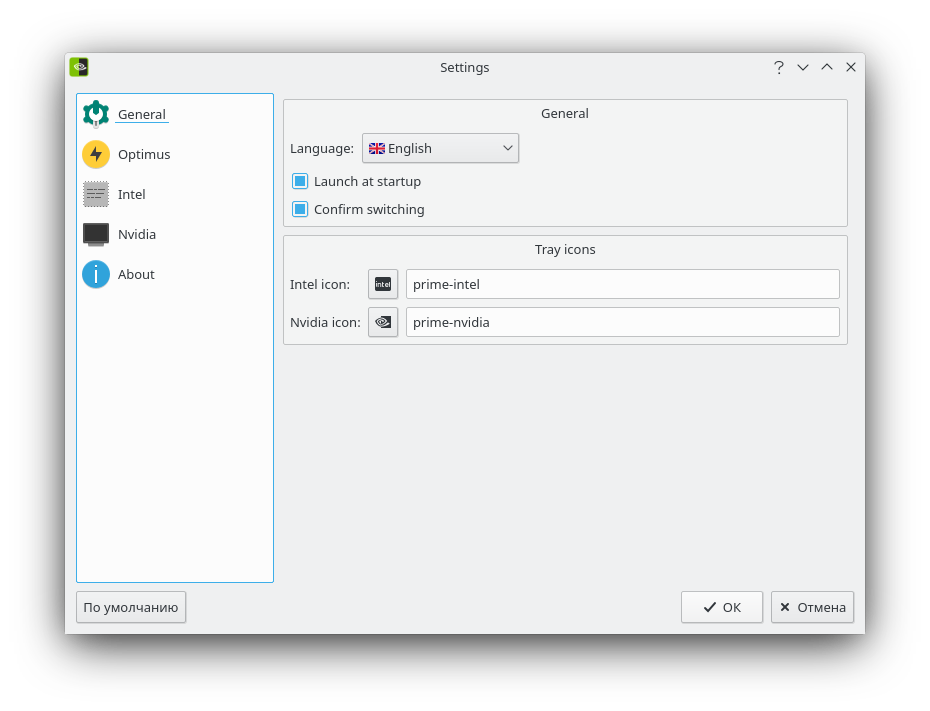 Settings
General
Optimus
Intel
Nvidia
About
General
Language: English
Launch at startup
Confirm switching
Tray icons
Intel icon: intel prime-intel
Nvidia icon: prime-nvidia
По умолчанию
ОК
Отмена